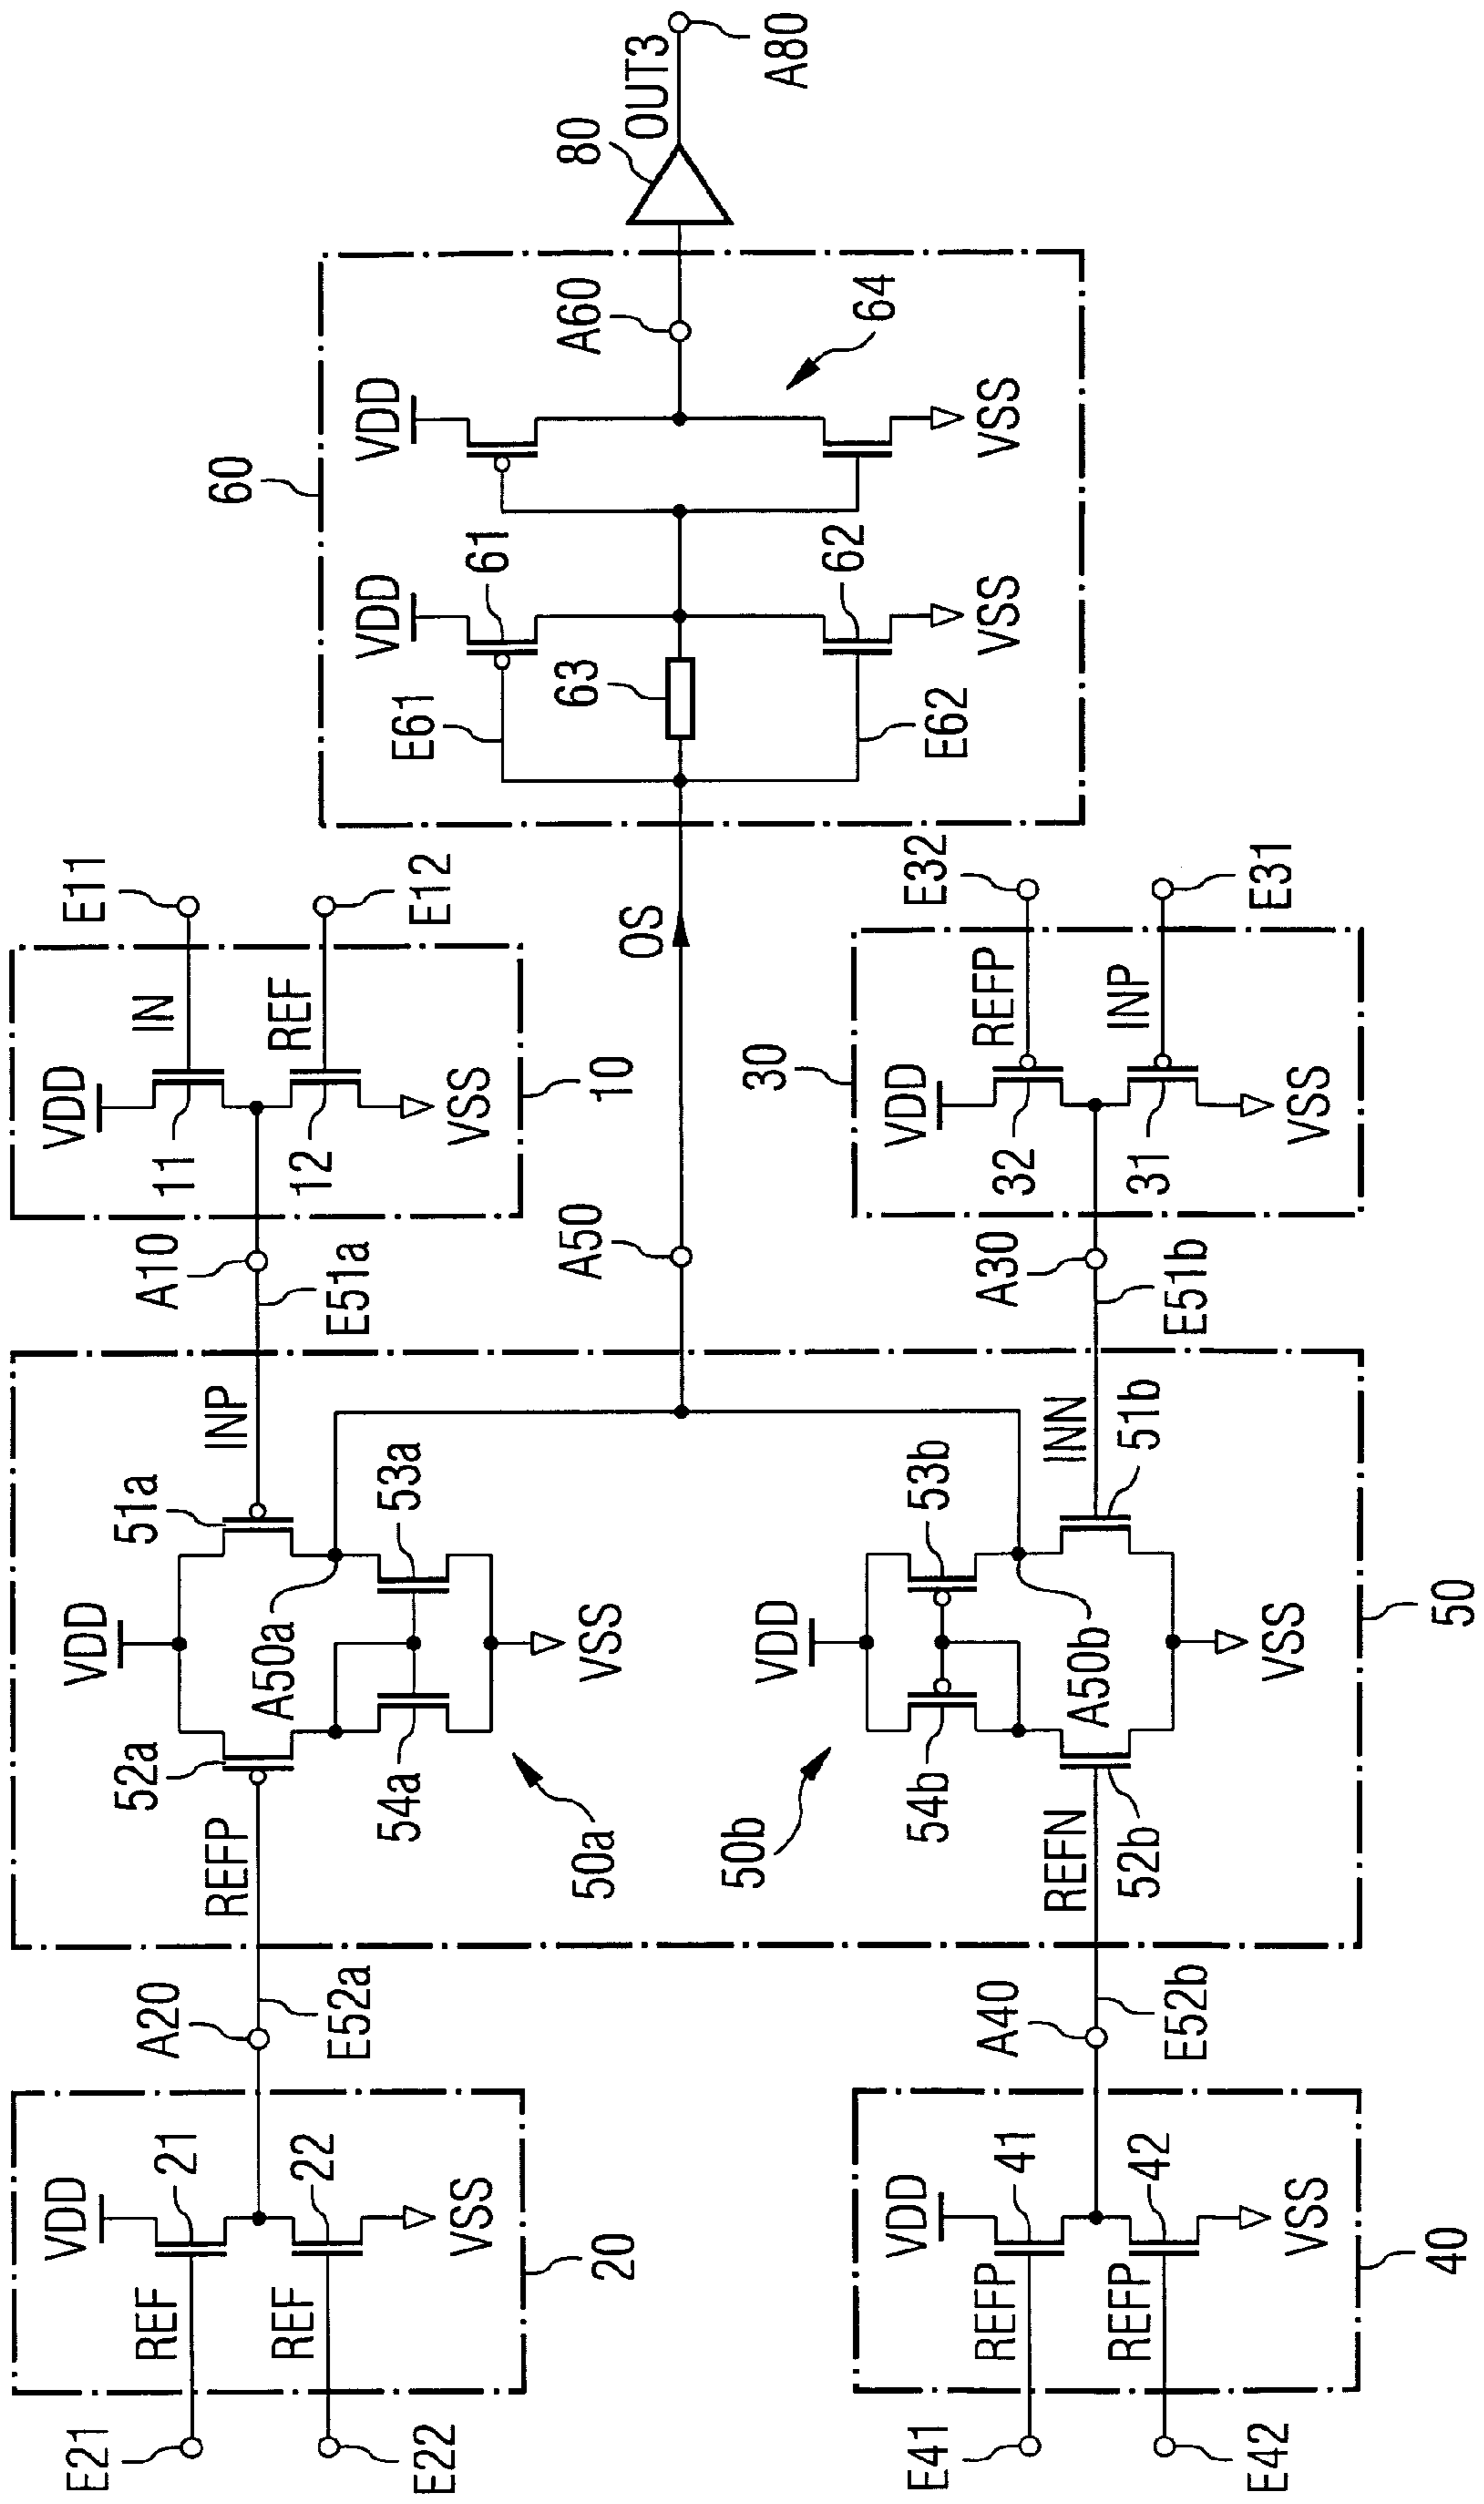 E21
E22
REF
REF
VDD
21
22
VSS
20
A20
E52a
REFP
52a
VDD
A50a
54a
51a
53a
VSS
50a
INP
A10
E51a
11
12
VDD
IN
REF
VSS
10
E11
E12
E41
E42
REFP
REFP
VDD
41
42
VSS
40
A40
E52b
REFN
52b
50b
VDD
54b
53b
A50b
VSS
50
INN
51b
A50
OS
A30
E51b
32
31
VDD
REFP
INP
VSS
30
E32
E31
60
E61
E62
63
VDD
61
62
VSS
VDD
VSS
64
A60
80
OUT3
A80